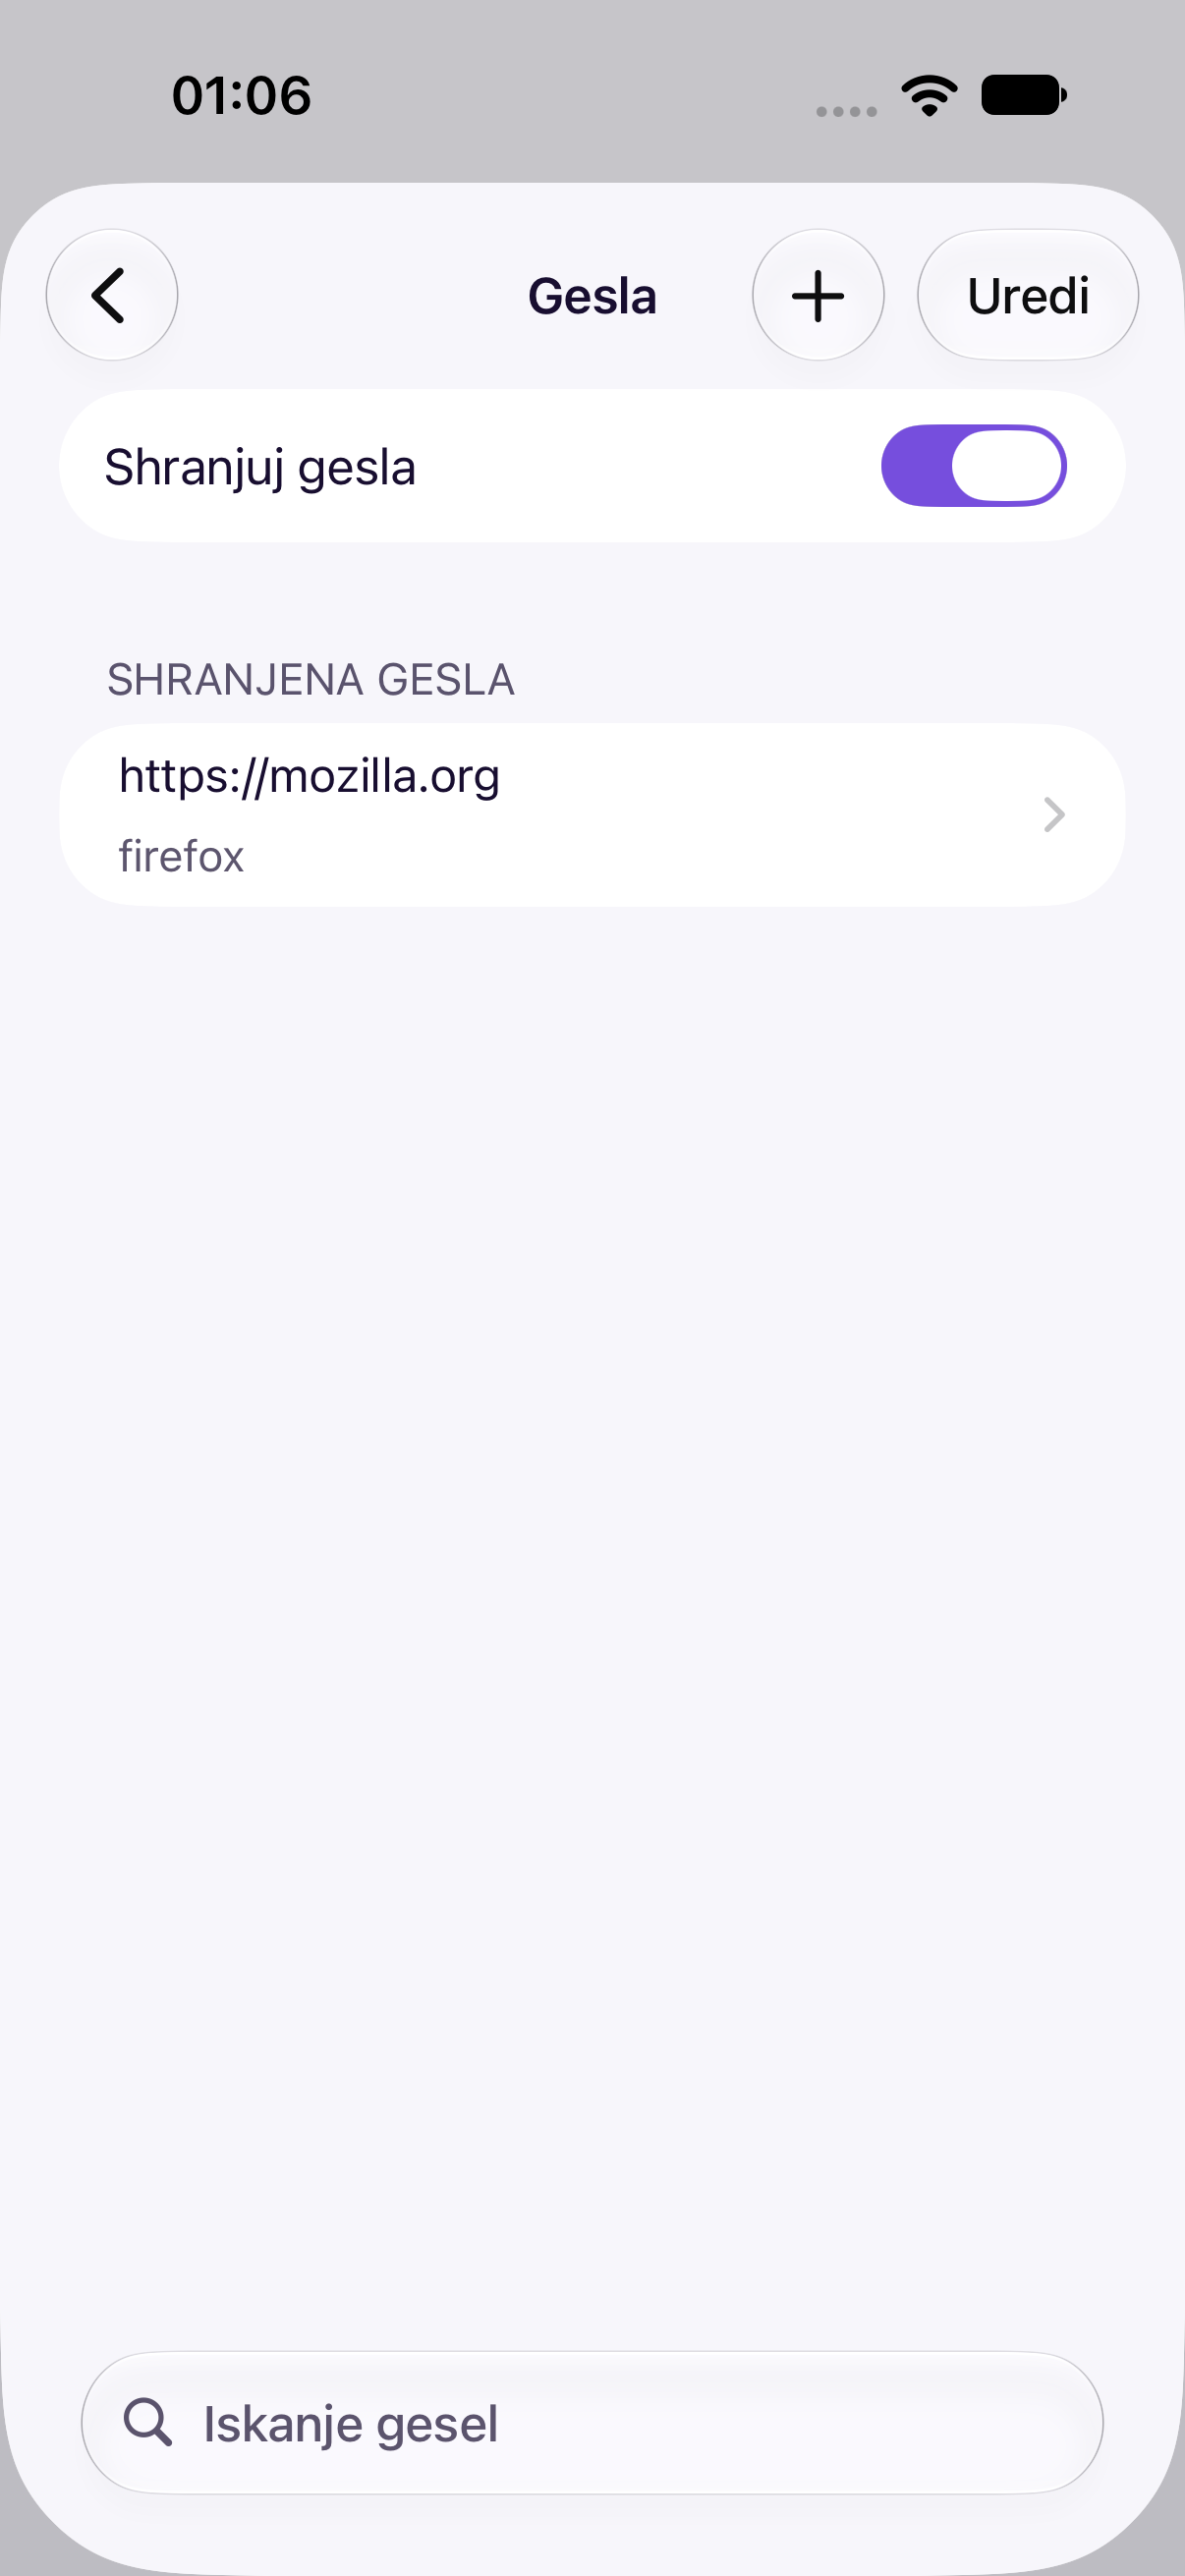 01:06
Gesla
Uredi
Shranjuj gesla
SHRANJENA GESLA
https://mozilla.org
firefox
Iskanje gesel